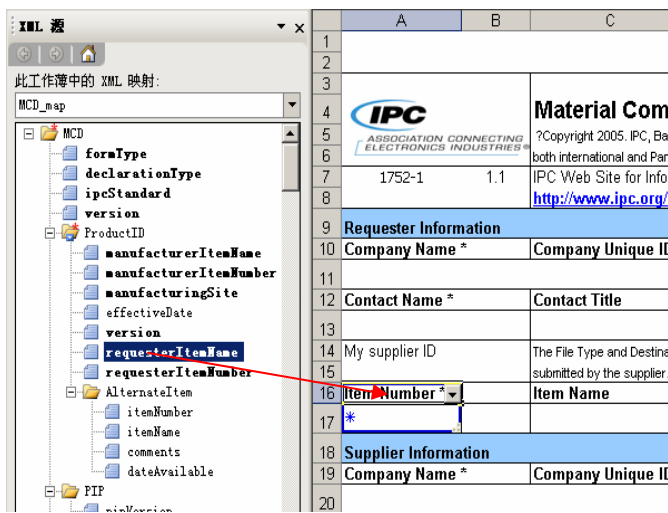 XML 源
此工作薄中的 XML 映射:
MCD_map
MCD
formType
declarationType
ipcStandard
version
ProductID
manufacturerItemName
manufacturerItemNumber
manufacturingSite
effectiveDate
version
requesterItemName
requesterItemNumber
AlternateItem
itemNumber
itemName
comments
dateAvailable
PIP
pipVersion
A B C
1
2
3
4 IPC Material Com
5 ASSOCIATION CONNECTING ?Copyright 2005. IPC, Ba
6 ELECTRONICS INDUSTRIES® both international and Par
7 1752-1 1.1 IPC Web Site for Info
8 http://www.ipc.org/
9 Requester Information
10 Company Name * Company Unique ID
11
12 Contact Name * Contact Title
13
14 My supplier ID The File Type and Destina
15 submitted by the supplier.
16 Item Number * Item Name
17 *
18 Supplier Information
19 Company Name * Company Unique ID
20